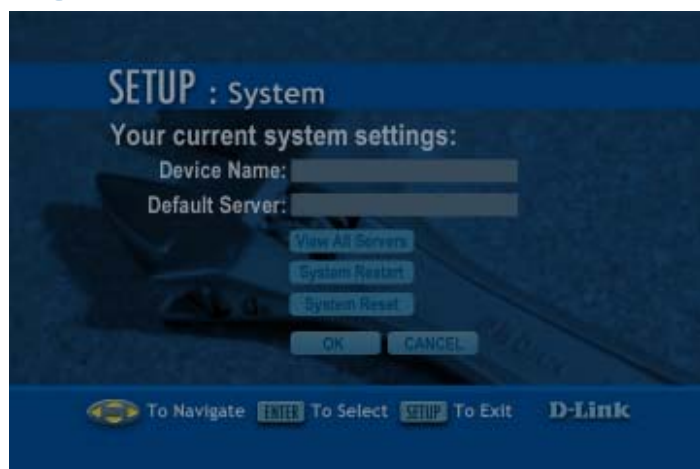 SETUP : System
Your current system settings:
Device Name:
Default Server:
View All Servers
System Restart
System Reset
OK CANCEL
To Navigate ENTER To Select SETUP To Exit D-Link